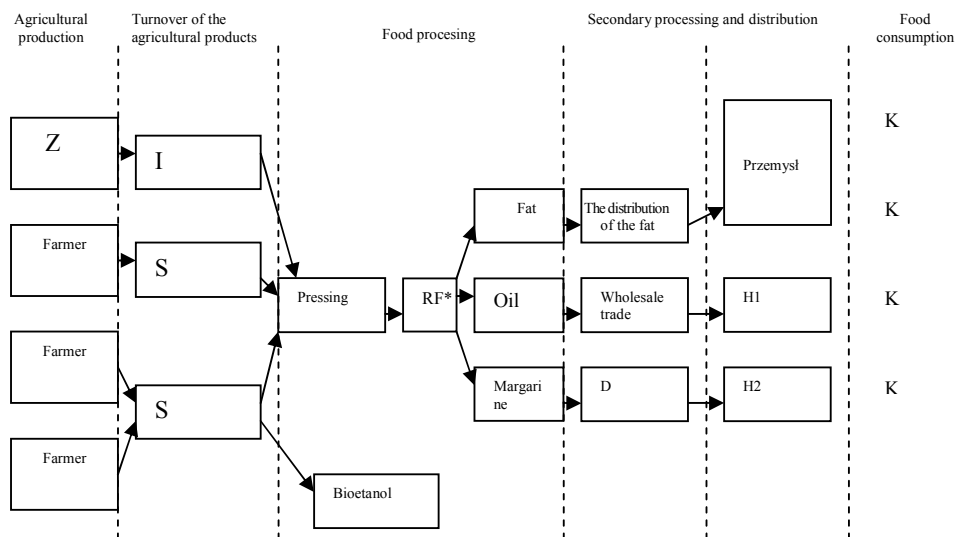 Agricultural
production
Turnover of the
agricultural products
Food procesing
Secondary processing and distribution
Food
consumption
Z
I
Przemysł
K
Farmer
S
Fat
The distribution
of the fat
K
Pressing
RF*
Oil
Wholesale
trade
H1
K
Farmer
S
Margari
ne
D
H2
K
Farmer
Bioetanol